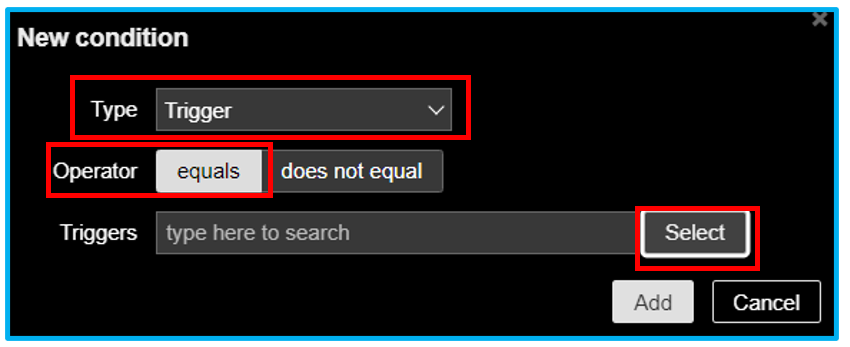 New condition
Type Trigger
Operator equals does not equal
Triggers type here to search Select
Add Cancel